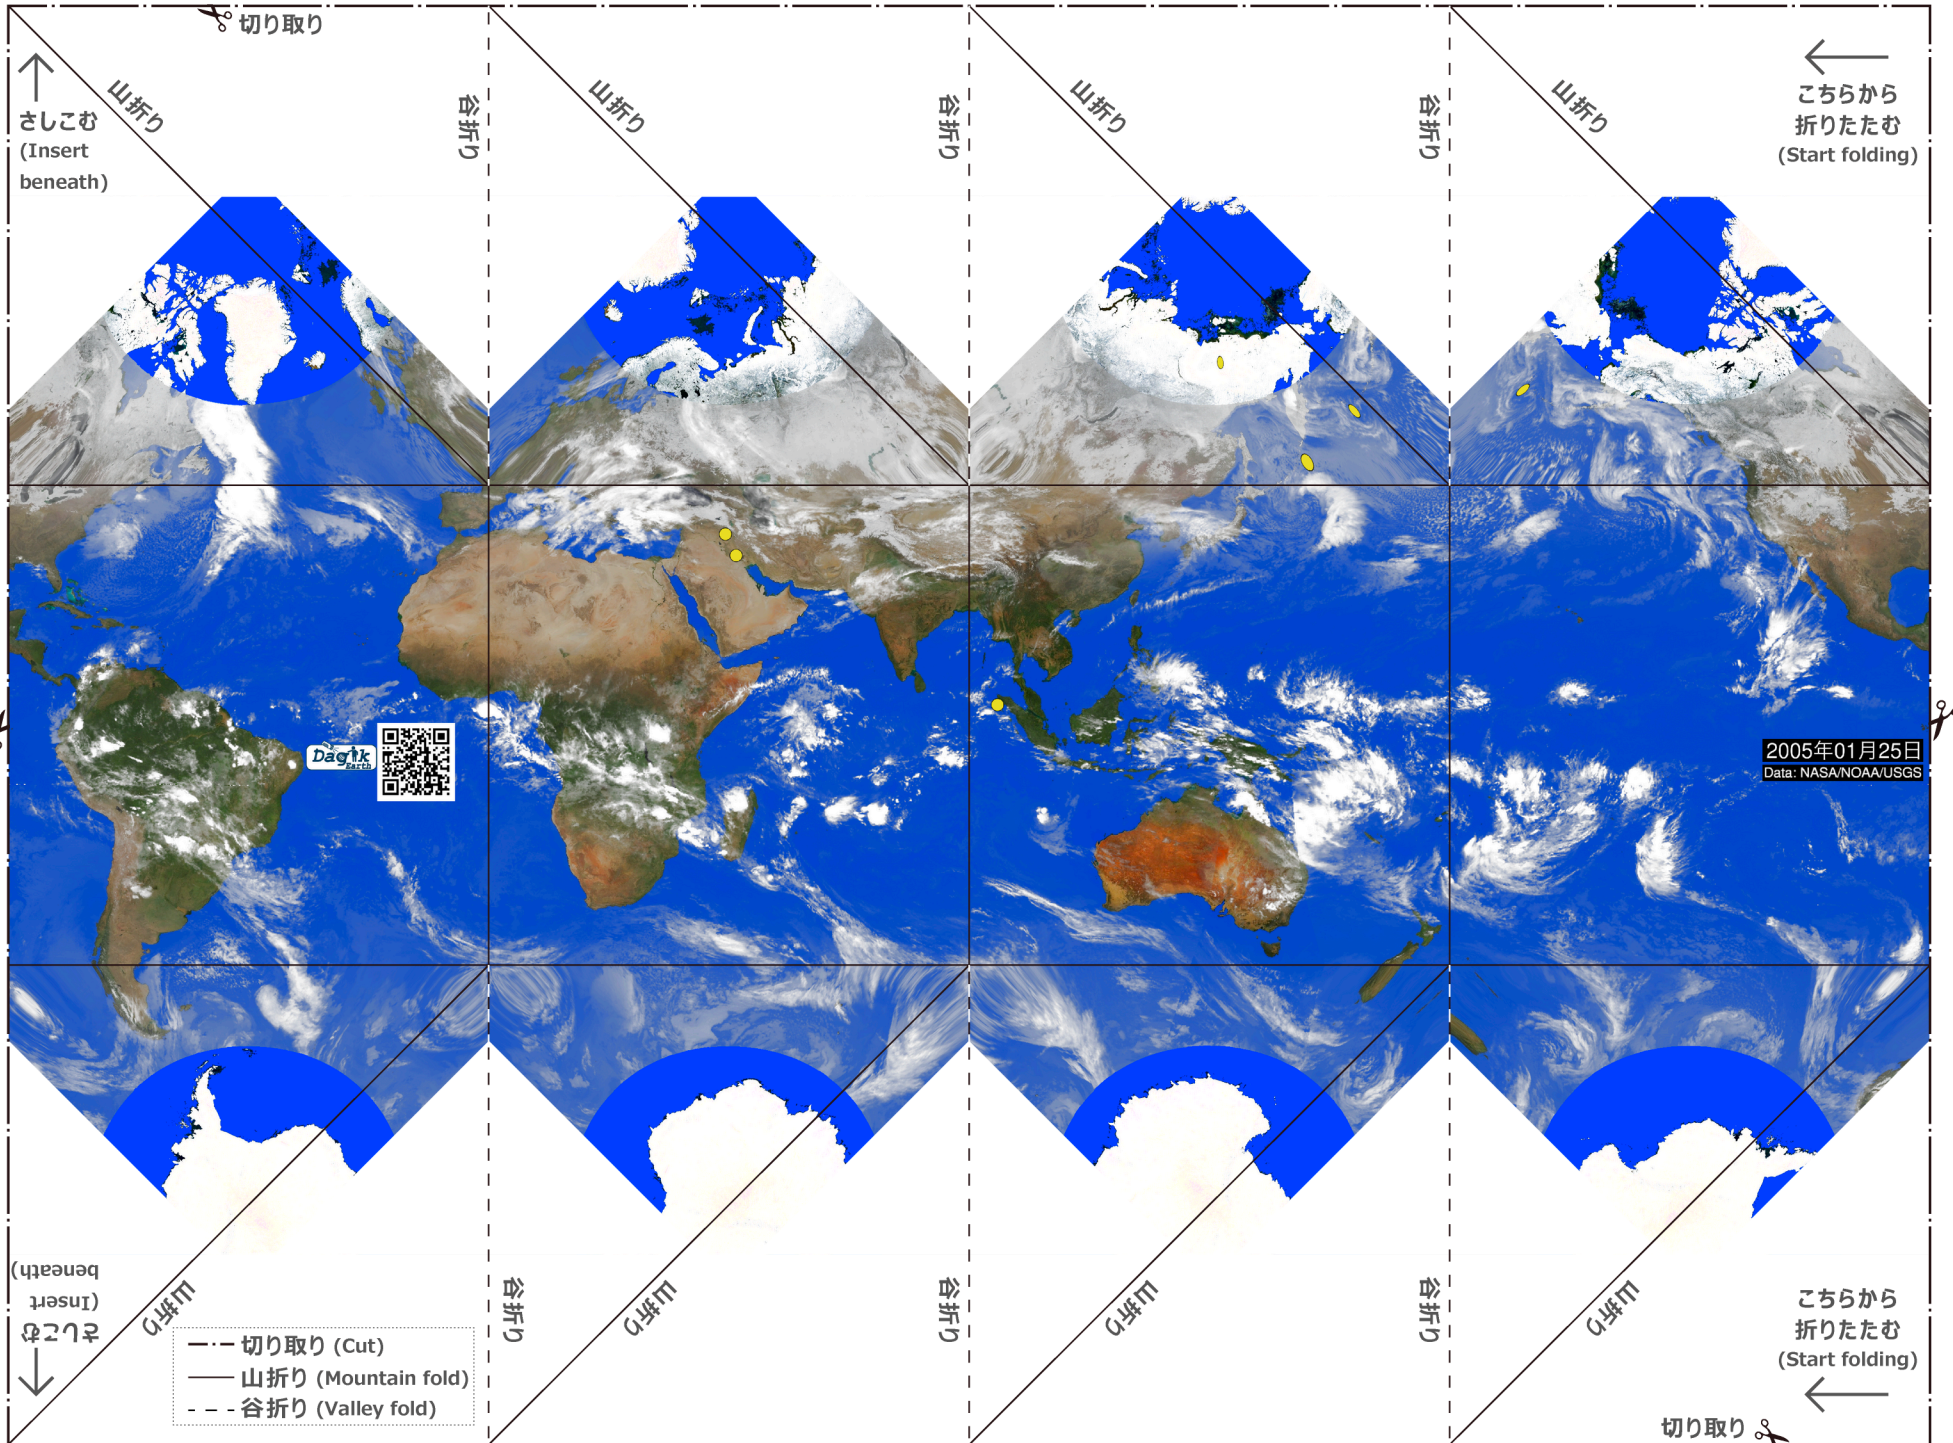 切り取り
山折り
山折り
山折り
山折り
谷折り
谷折り
谷折り
さしこむ
(Insert
beneath)
こちらから
折りたたむ
(Start folding)
Dagik
Earth
2005年01月25日
Data: NASA/NOAA/USGS
さしこむ
(Insert
beneath)
山折り
山折り
山折り
山折り
谷折り
谷折り
谷折り
こちらから
折りたたむ
(Start folding)
切り取り (Cut)
山折り (Mountain fold)
谷折り (Valley fold)
切り取り